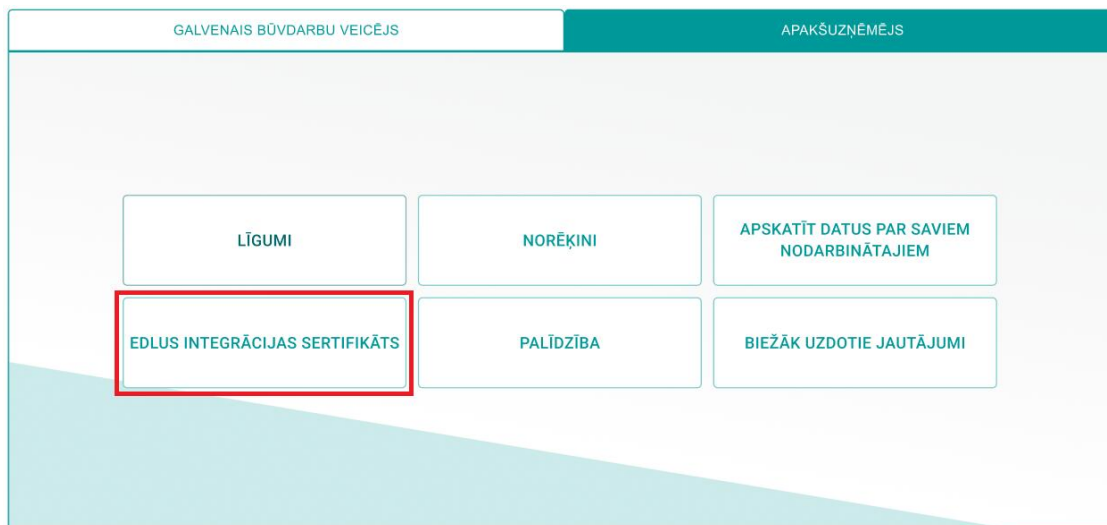 GALVENAIS BŪVDARBU VEICĒJS
APAKŠUZŅĒMĒJS
LĪGUMI
NORĒĶINI
APSKATĪT DATUS PAR SAVIEM
NODARBINĀTAJIEM
EDLUS INTEGRĀCIJAS SERTIFIKĀTS
PALĪDZĪBA
BIEŽĀK UZDOTIE JAUTĀJUMI